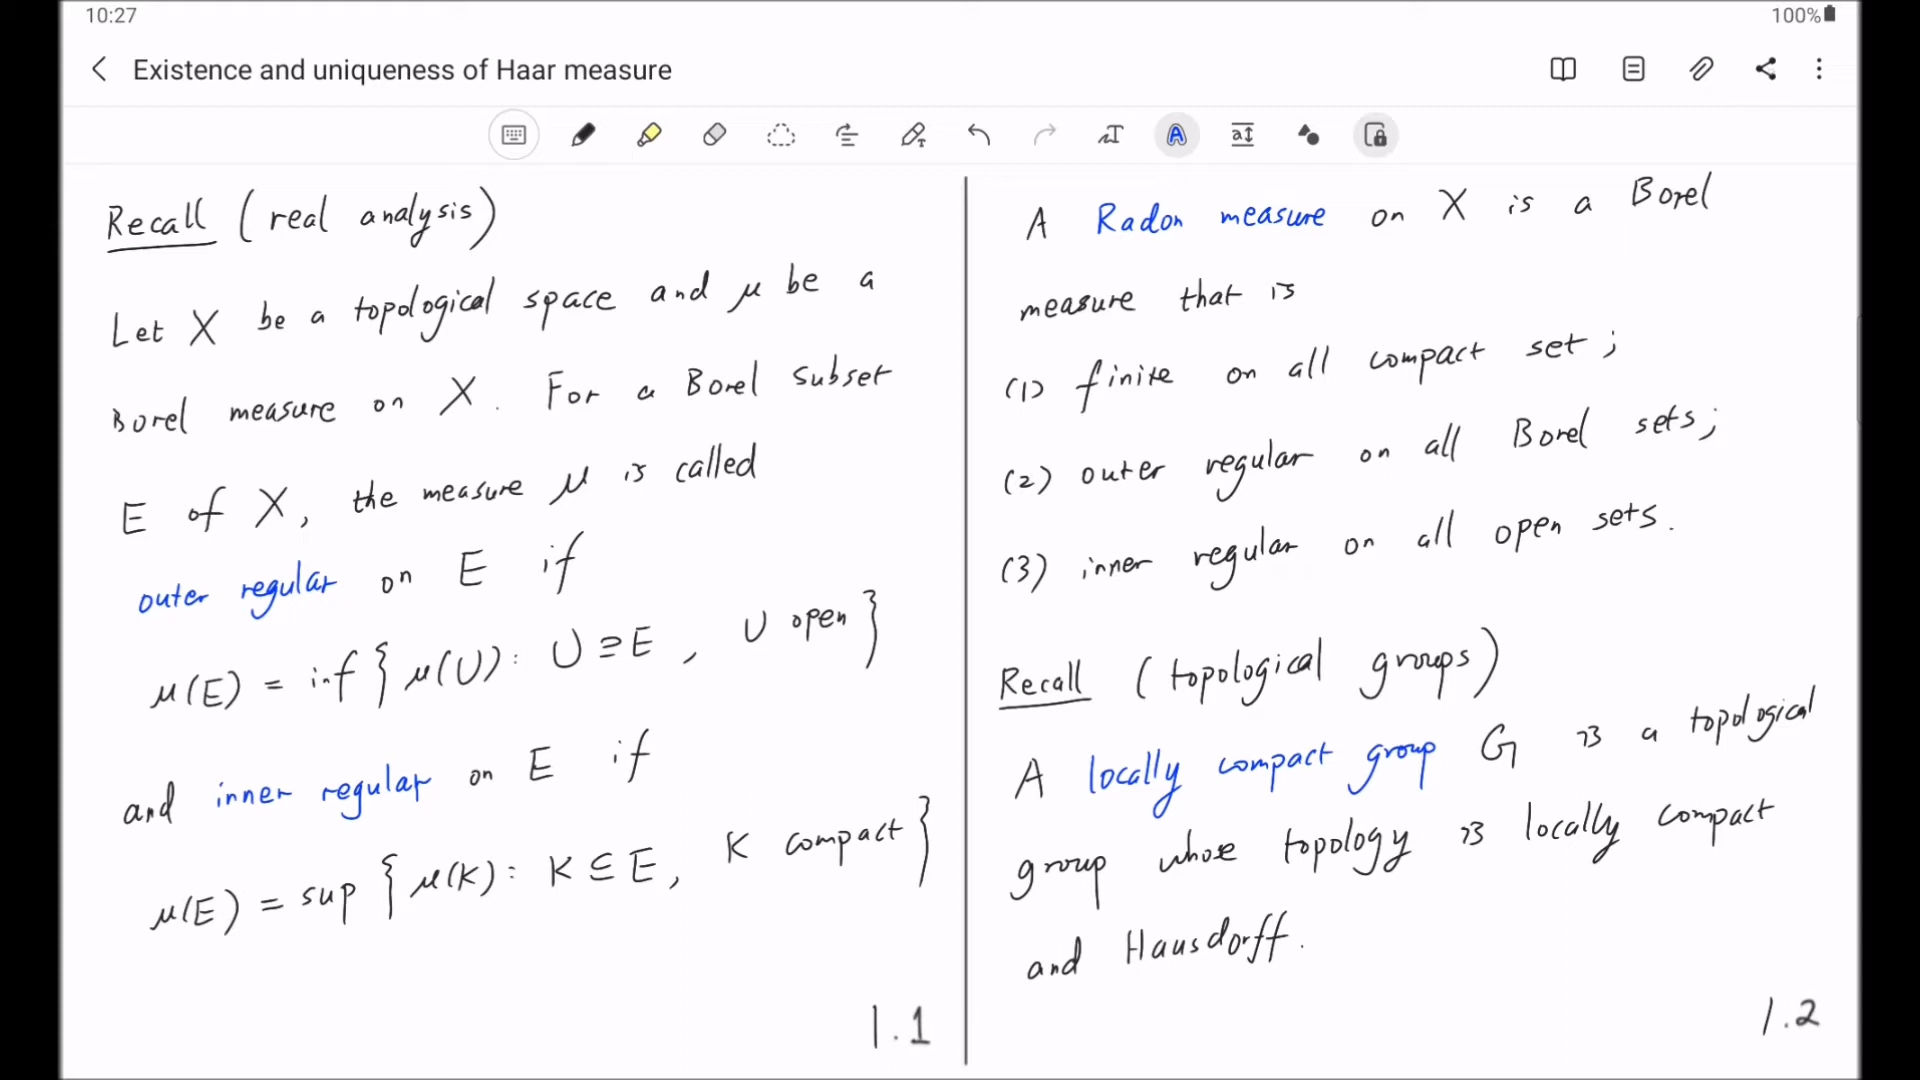 10:27
100%
Existence and uniqueness of Haar measure
Recall (real analysis)
Let X be a topological space and μ be a
Borel measure on X. For a Borel subset
E of X, the measure μ is called
outer regular on E if
μ(E) = inf { μ(U): U ⊇ E, U open }
and inner regular on E if
μ(E) = sup { μ(K): K ⊆ E, K compact }
1.1
A Radon measure on X is a Borel
measure that is
(1) finite on all compact set;
(2) outer regular on all Borel sets;
(3) inner regular on all open sets.
Recall (topological groups)
A locally compact group G is a topological
group whose topology is locally compact
and Hausdorff.
1.2